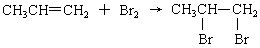 CH₃CH=CH₂ + Br₂ → CH₃CH—CH₂
Br Br